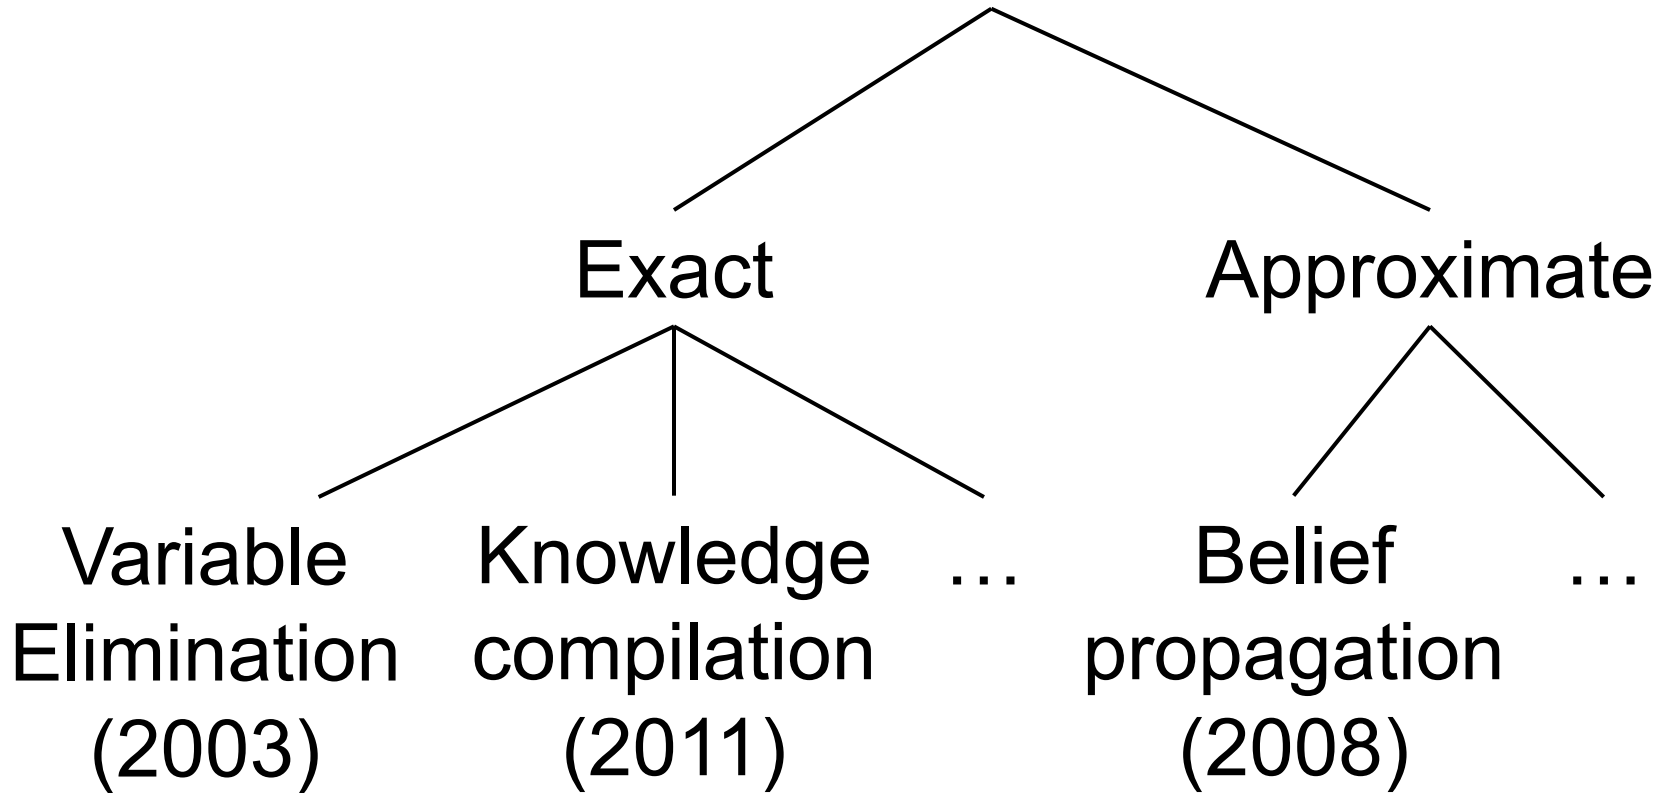 Exact
Approximate
Variable
Elimination
(2003)
Knowledge
compilation
(2011)
…
Belief
propagation
(2008)
…